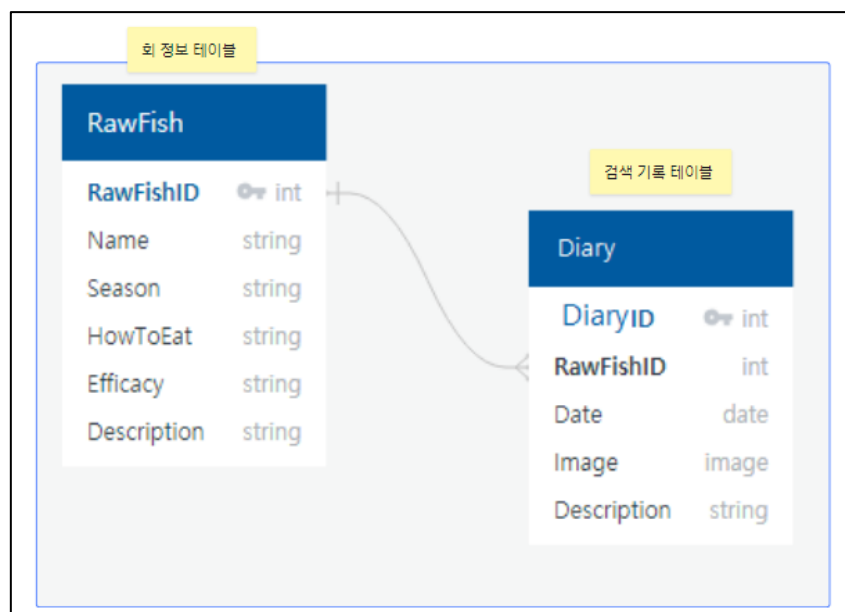 회 정보 테이블
RawFish
RawFishID int
Name string
Season string
HowToEat string
Efficacy string
Description string
검색 기록 테이블
Diary
DiaryID int
RawFishID int
Date date
Image image
Description string